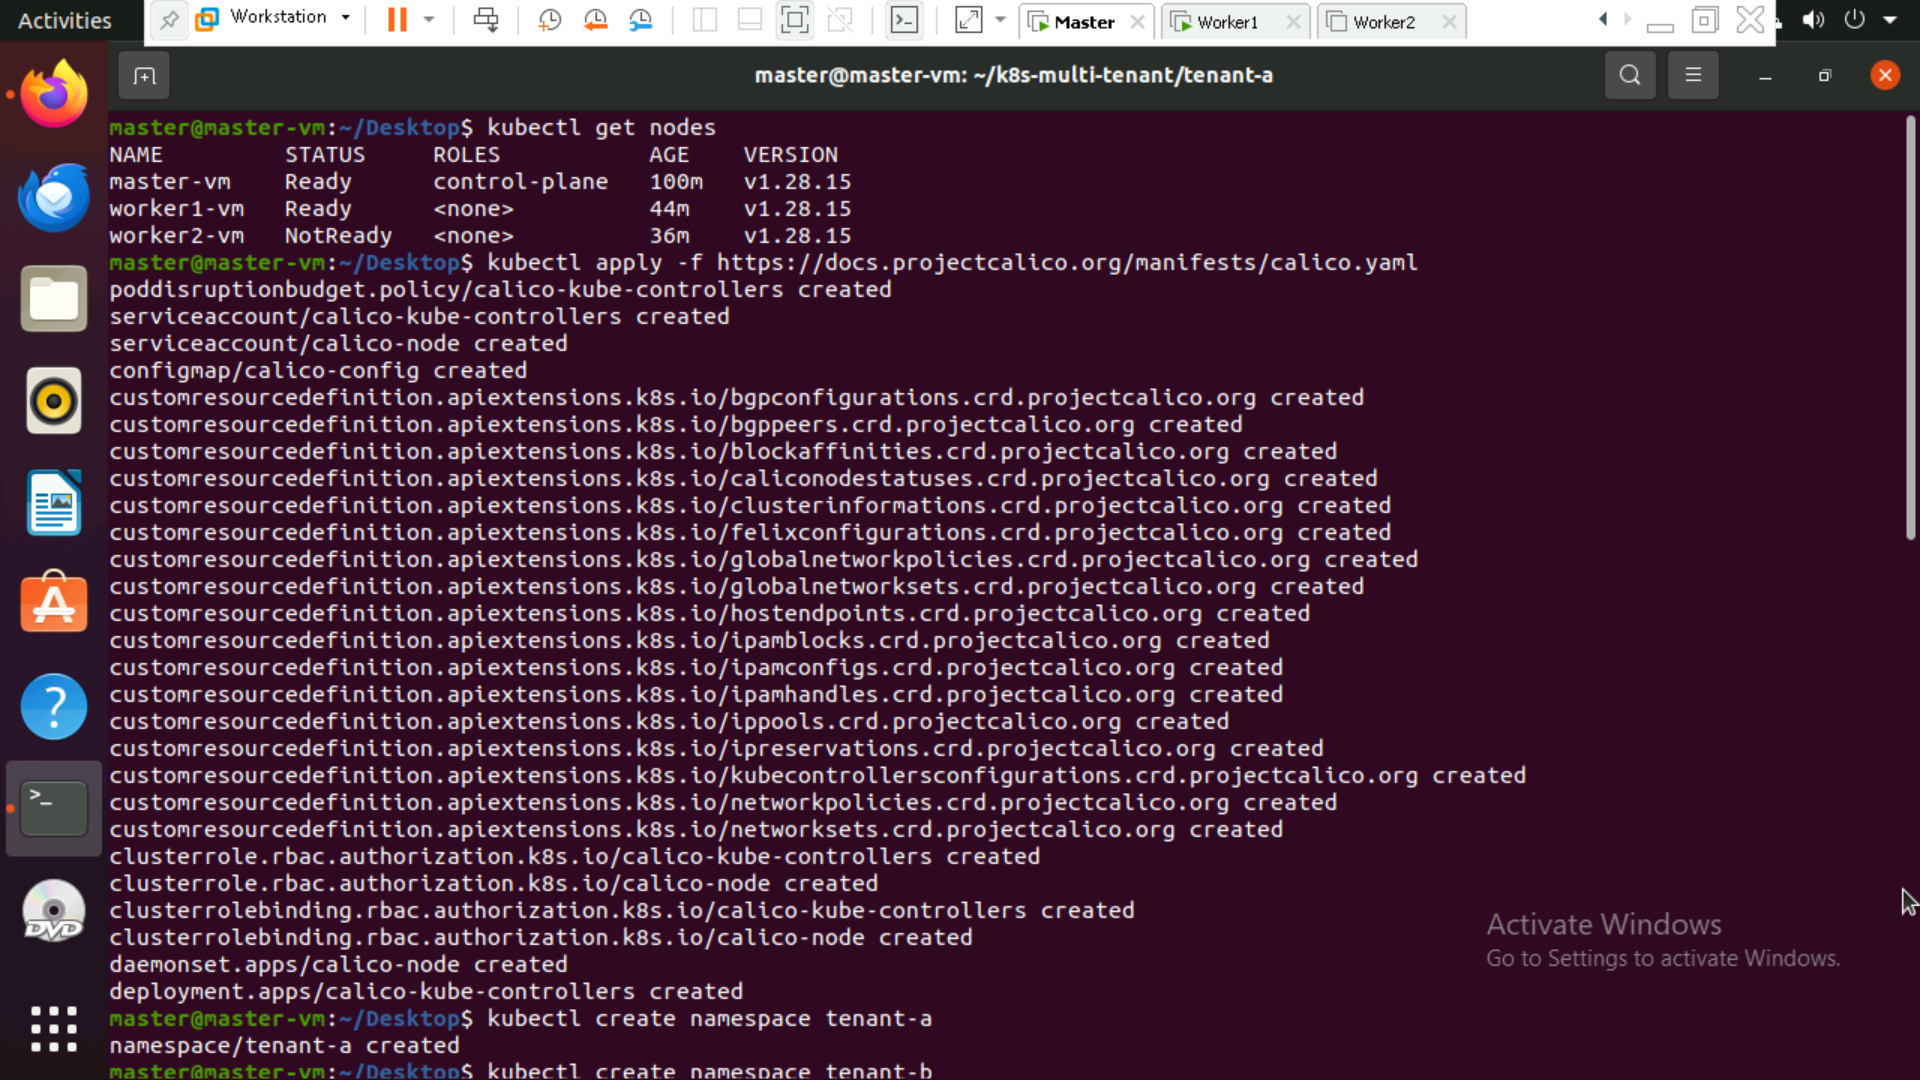 Activities
Workstation
Master
Worker1
Worker2
master@master-vm: ~/k8s-multi-tenant/tenant-a
master@master-vm:~/Desktop$ kubectl get nodes
NAME STATUS ROLES AGE VERSION
master-vm Ready control-plane 100m v1.28.15
worker1-vm Ready <none> 44m v1.28.15
worker2-vm NotReady <none> 36m v1.28.15
master@master-vm:~/Desktop$ kubectl apply -f https://docs.projectcalico.org/manifests/calico.yaml
poddisruptionbudget.policy/calico-kube-controllers created
serviceaccount/calico-kube-controllers created
serviceaccount/calico-node created
configmap/calico-config created
customresourcedefinition.apiextensions.k8s.io/bgpconfigurations.crd.projectcalico.org created
customresourcedefinition.apiextensions.k8s.io/bgppeers.crd.projectcalico.org created
customresourcedefinition.apiextensions.k8s.io/blockaffinities.crd.projectcalico.org created
customresourcedefinition.apiextensions.k8s.io/caliconodestatuses.crd.projectcalico.org created
customresourcedefinition.apiextensions.k8s.io/clusterinformations.crd.projectcalico.org created
customresourcedefinition.apiextensions.k8s.io/felixconfigurations.crd.projectcalico.org created
customresourcedefinition.apiextensions.k8s.io/globalnetworkpolicies.crd.projectcalico.org created
customresourcedefinition.apiextensions.k8s.io/globalnetworksets.crd.projectcalico.org created
customresourcedefinition.apiextensions.k8s.io/hostendpoints.crd.projectcalico.org created
customresourcedefinition.apiextensions.k8s.io/ipamblocks.crd.projectcalico.org created
customresourcedefinition.apiextensions.k8s.io/ipamconfigs.crd.projectcalico.org created
customresourcedefinition.apiextensions.k8s.io/ipamhandles.crd.projectcalico.org created
customresourcedefinition.apiextensions.k8s.io/ippools.crd.projectcalico.org created
customresourcedefinition.apiextensions.k8s.io/ipreservations.crd.projectcalico.org created
customresourcedefinition.apiextensions.k8s.io/kubecontrollersconfigurations.crd.projectcalico.org created
customresourcedefinition.apiextensions.k8s.io/networkpolicies.crd.projectcalico.org created
customresourcedefinition.apiextensions.k8s.io/networksets.crd.projectcalico.org created
clusterrole.rbac.authorization.k8s.io/calico-kube-controllers created
clusterrole.rbac.authorization.k8s.io/calico-node created
clusterrolebinding.rbac.authorization.k8s.io/calico-kube-controllers created
clusterrolebinding.rbac.authorization.k8s.io/calico-node created
daemonset.apps/calico-node created
deployment.apps/calico-kube-controllers created
master@master-vm:~/Desktop$ kubectl create namespace tenant-a
namespace/tenant-a created
master@master-vm:~/Desktop$ kubectl create namespace tenant-b
DVD
Activate Windows
Go to Settings to activate Windows.